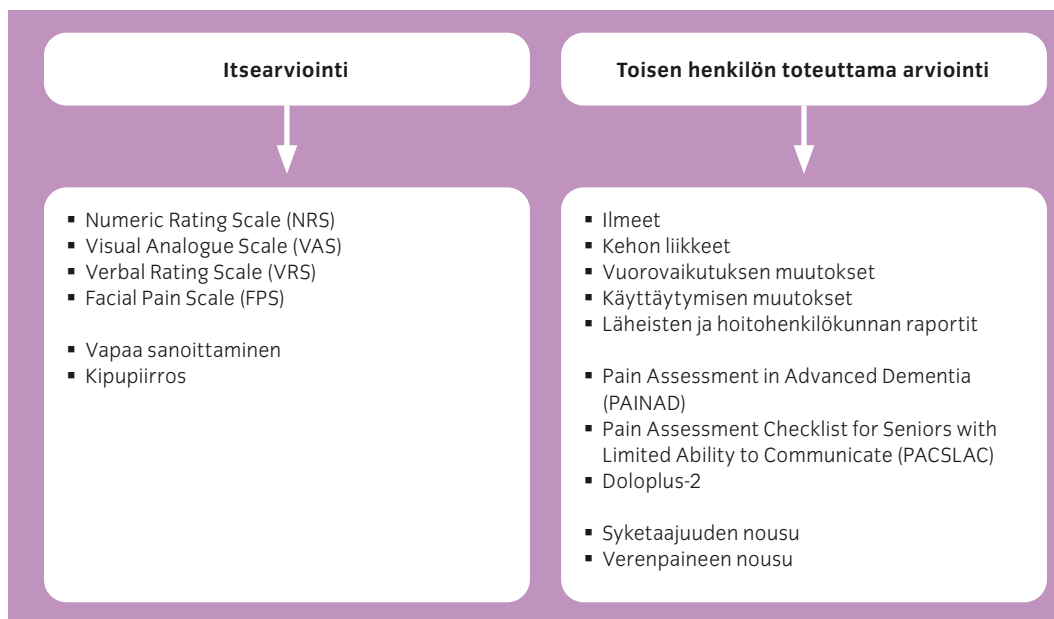 Itsearviointi
▪ Numeric Rating Scale (NRS)
▪ Visual Analogue Scale (VAS)
▪ Verbal Rating Scale (VRS)
▪ Facial Pain Scale (FPS)
▪ Vapaa sanoittaminen
▪ Kipupiirros
Toisen henkilön toteuttama arviointi
▪ Ilmeet
▪ Kehon liikkeet
▪ Vuorovaikutuksen muutokset
▪ Käyttäytymisen muutokset
▪ Läheisten ja hoitohenkilökunnan raportit
▪ Pain Assessment in Advanced Dementia
(PAINAD)
▪ Pain Assessment Checklist for Seniors with
Limited Ability to Communicate (PACSLAC)
▪ Doloplus-2
▪ Syketaajuuden nousu
▪ Verenpaineen nousu